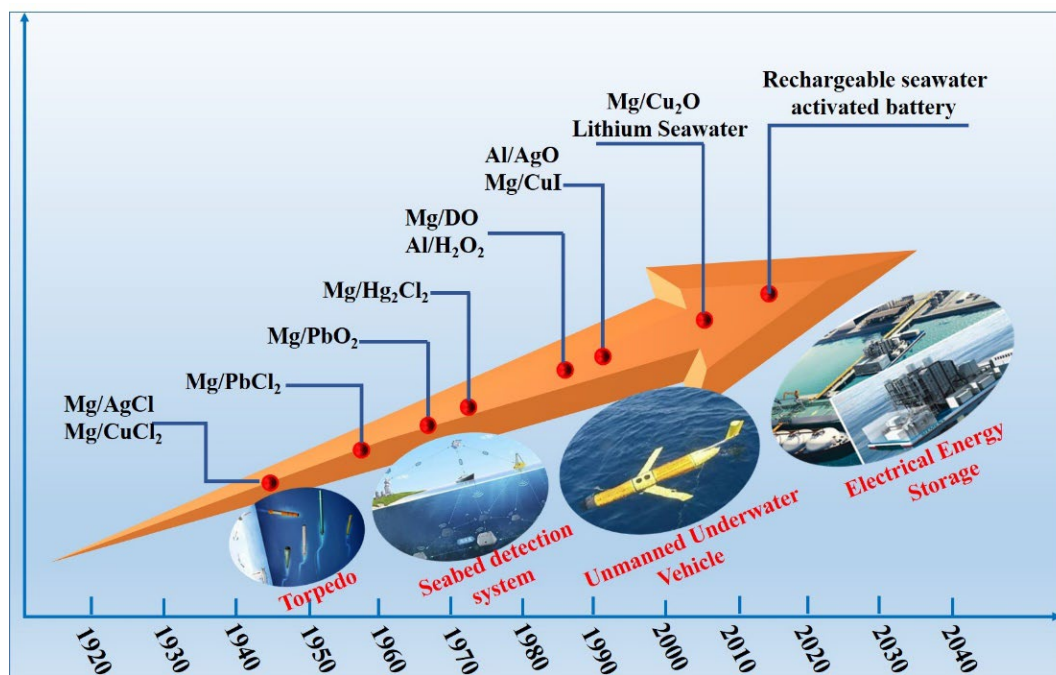 Rechargeable seawater
activated battery
Mg/Cu₂O
Lithium Seawater
Al/AgO
Mg/CuI
Mg/DO
Al/H₂O₂
Mg/Hg₂Cl₂
Mg/PbO₂
Mg/PbCl₂
Mg/AgCl
Mg/CuCl₂
Torpedo
Seabed detection
system
Unmanned Underwater
Vehicle
Electrical Energy
Storage
1920
1930
1940
1950
1960
1970
1980
1990
2000
2010
2020
2030
2040